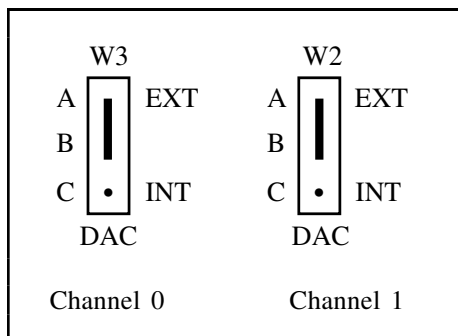 W3 W2
A EXT A EXT
B B
C INT C INT
DAC DAC
Channel 0 Channel 1